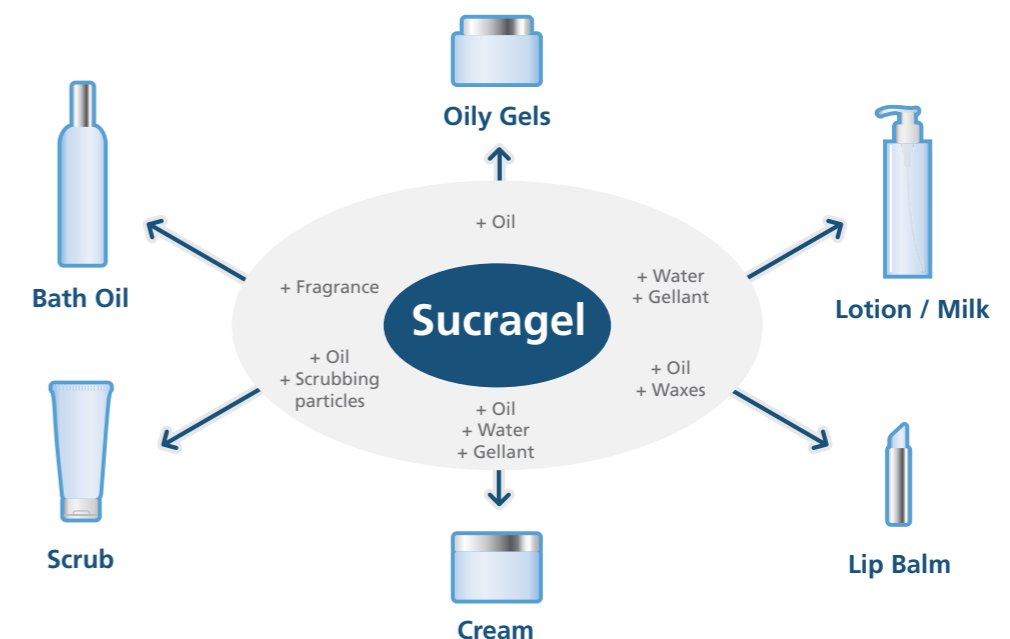 Oily Gels
+ Oil
Bath Oil
+ Fragrance
Sucragel
+ Water
+ Gellant
Lotion / Milk
+ Oil
+ Scrubbing
particles
+ Oil
+ Water
+ Gellant
+ Oil
+ Waxes
Scrub
Cream
Lip Balm